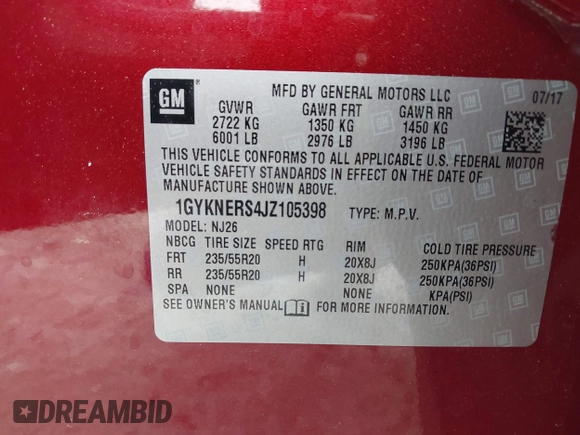 GM
MFD BY GENERAL MOTORS LLC 07/17
GVWR GAWR FRT GAWR RR
2722 KG 1350 KG 1450 KG
6001 LB 2976 LB 3196 LB
THIS VEHICLE CONFORMS TO ALL APPLICABLE U.S. FEDERAL MOTOR
VEHICLE SAFETY STANDARDS IN EFFECT ON THE DATE OF
MANUFACTURE SHOWN ABOVE.
1GYKNERS4JZ105398 TYPE: M.P.V.
MODEL: NJ26
NBCG TIRE SIZE SPEED RTG RIM COLD TIRE PRESSURE
FRT 235/55R20 H 20X8J 250KPA(36PSI)
RR 235/55R20 H 20X8J 250KPA(36PSI)
SPA NONE NONE KPA(PSI)
SEE OWNER'S MANUAL FOR MORE INFORMATION.
DREAMBID